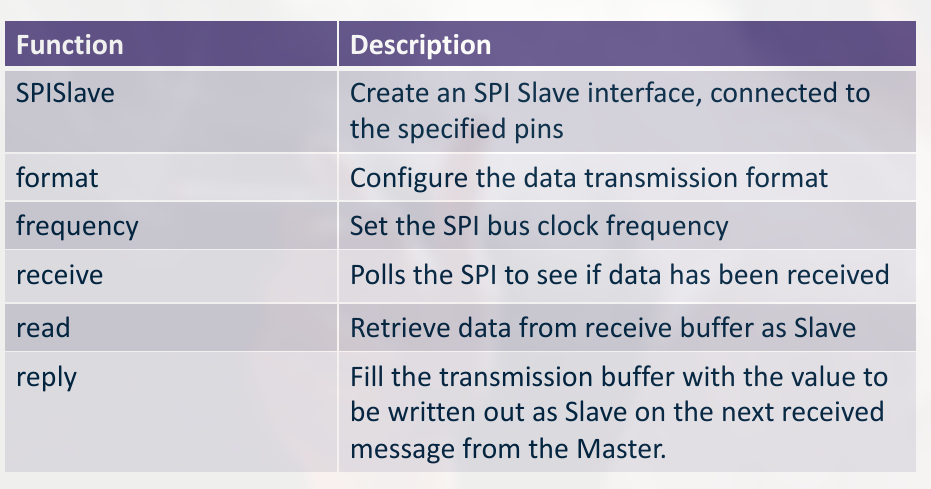 Function Description
SPISlave Create an SPI Slave interface, connected to
the specified pins
format Configure the data transmission format
frequency Set the SPI bus clock frequency
receive Polls the SPI to see if data has been received
read Retrieve data from receive buffer as Slave
reply Fill the transmission buffer with the value to
be written out as Slave on the next received
message from the Master.